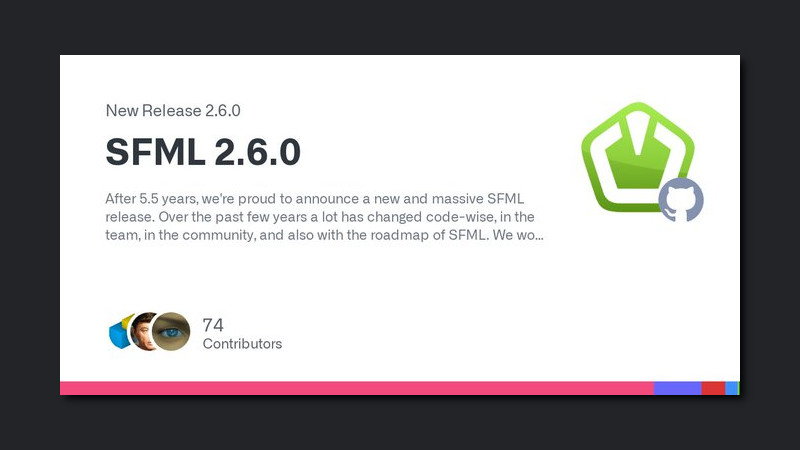 New Release 2.6.0
SFML 2.6.0
After 5.5 years, we're proud to announce a new and massive SFML
release. Over the past few years a lot has changed code-wise, in the
team, in the community, and also with the roadmap of SFML. We wo...
74
Contributors